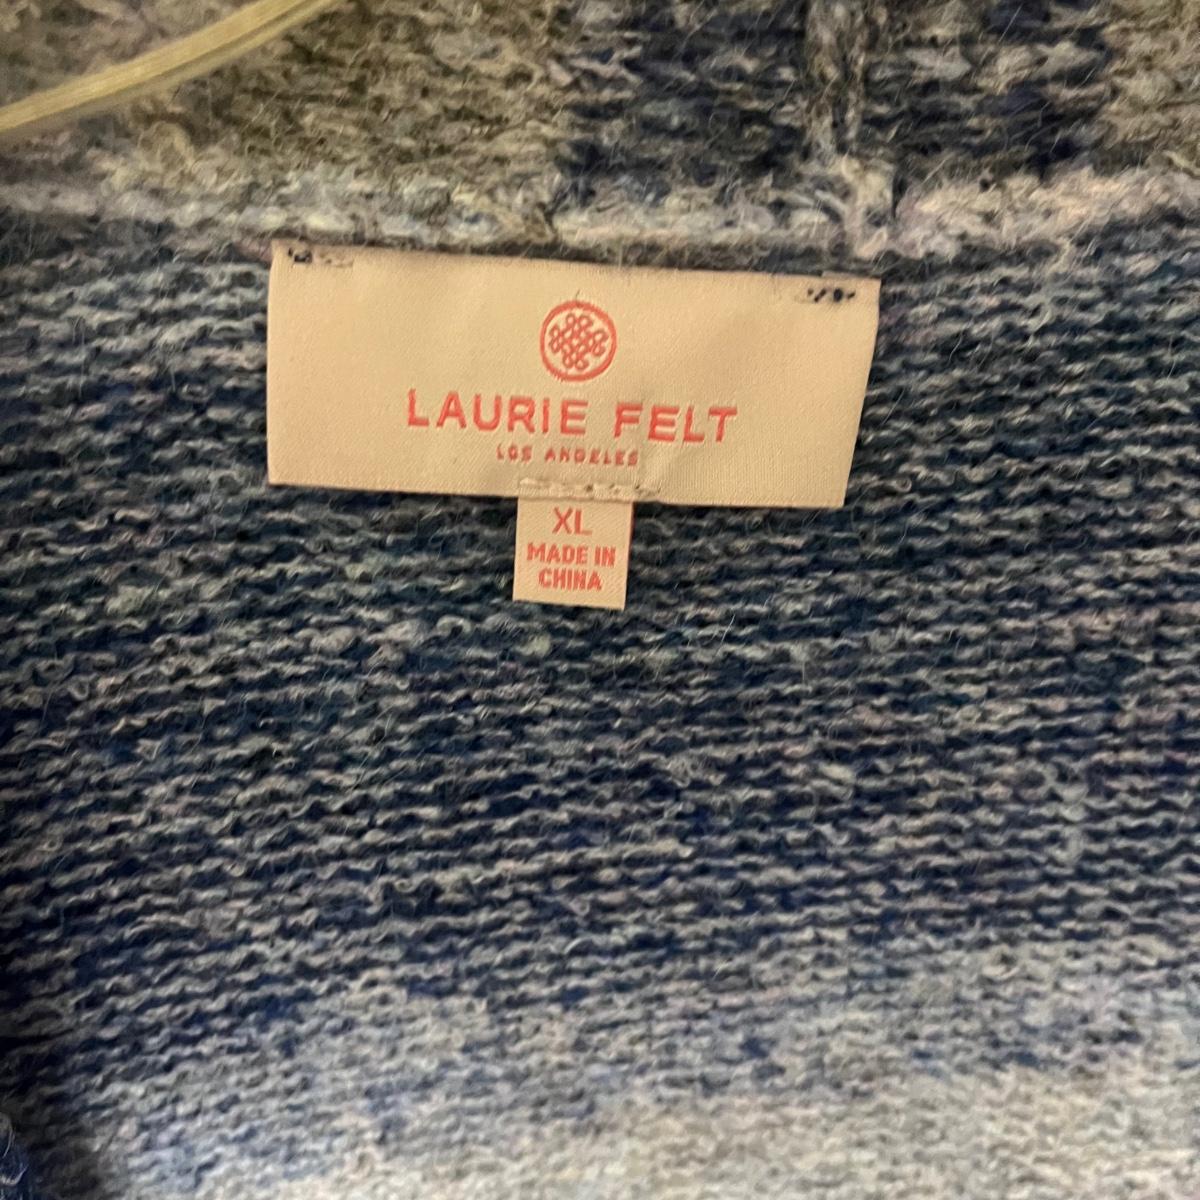 LAURIE FELT
LOS ANGELES
XL
MADE IN
CHINA